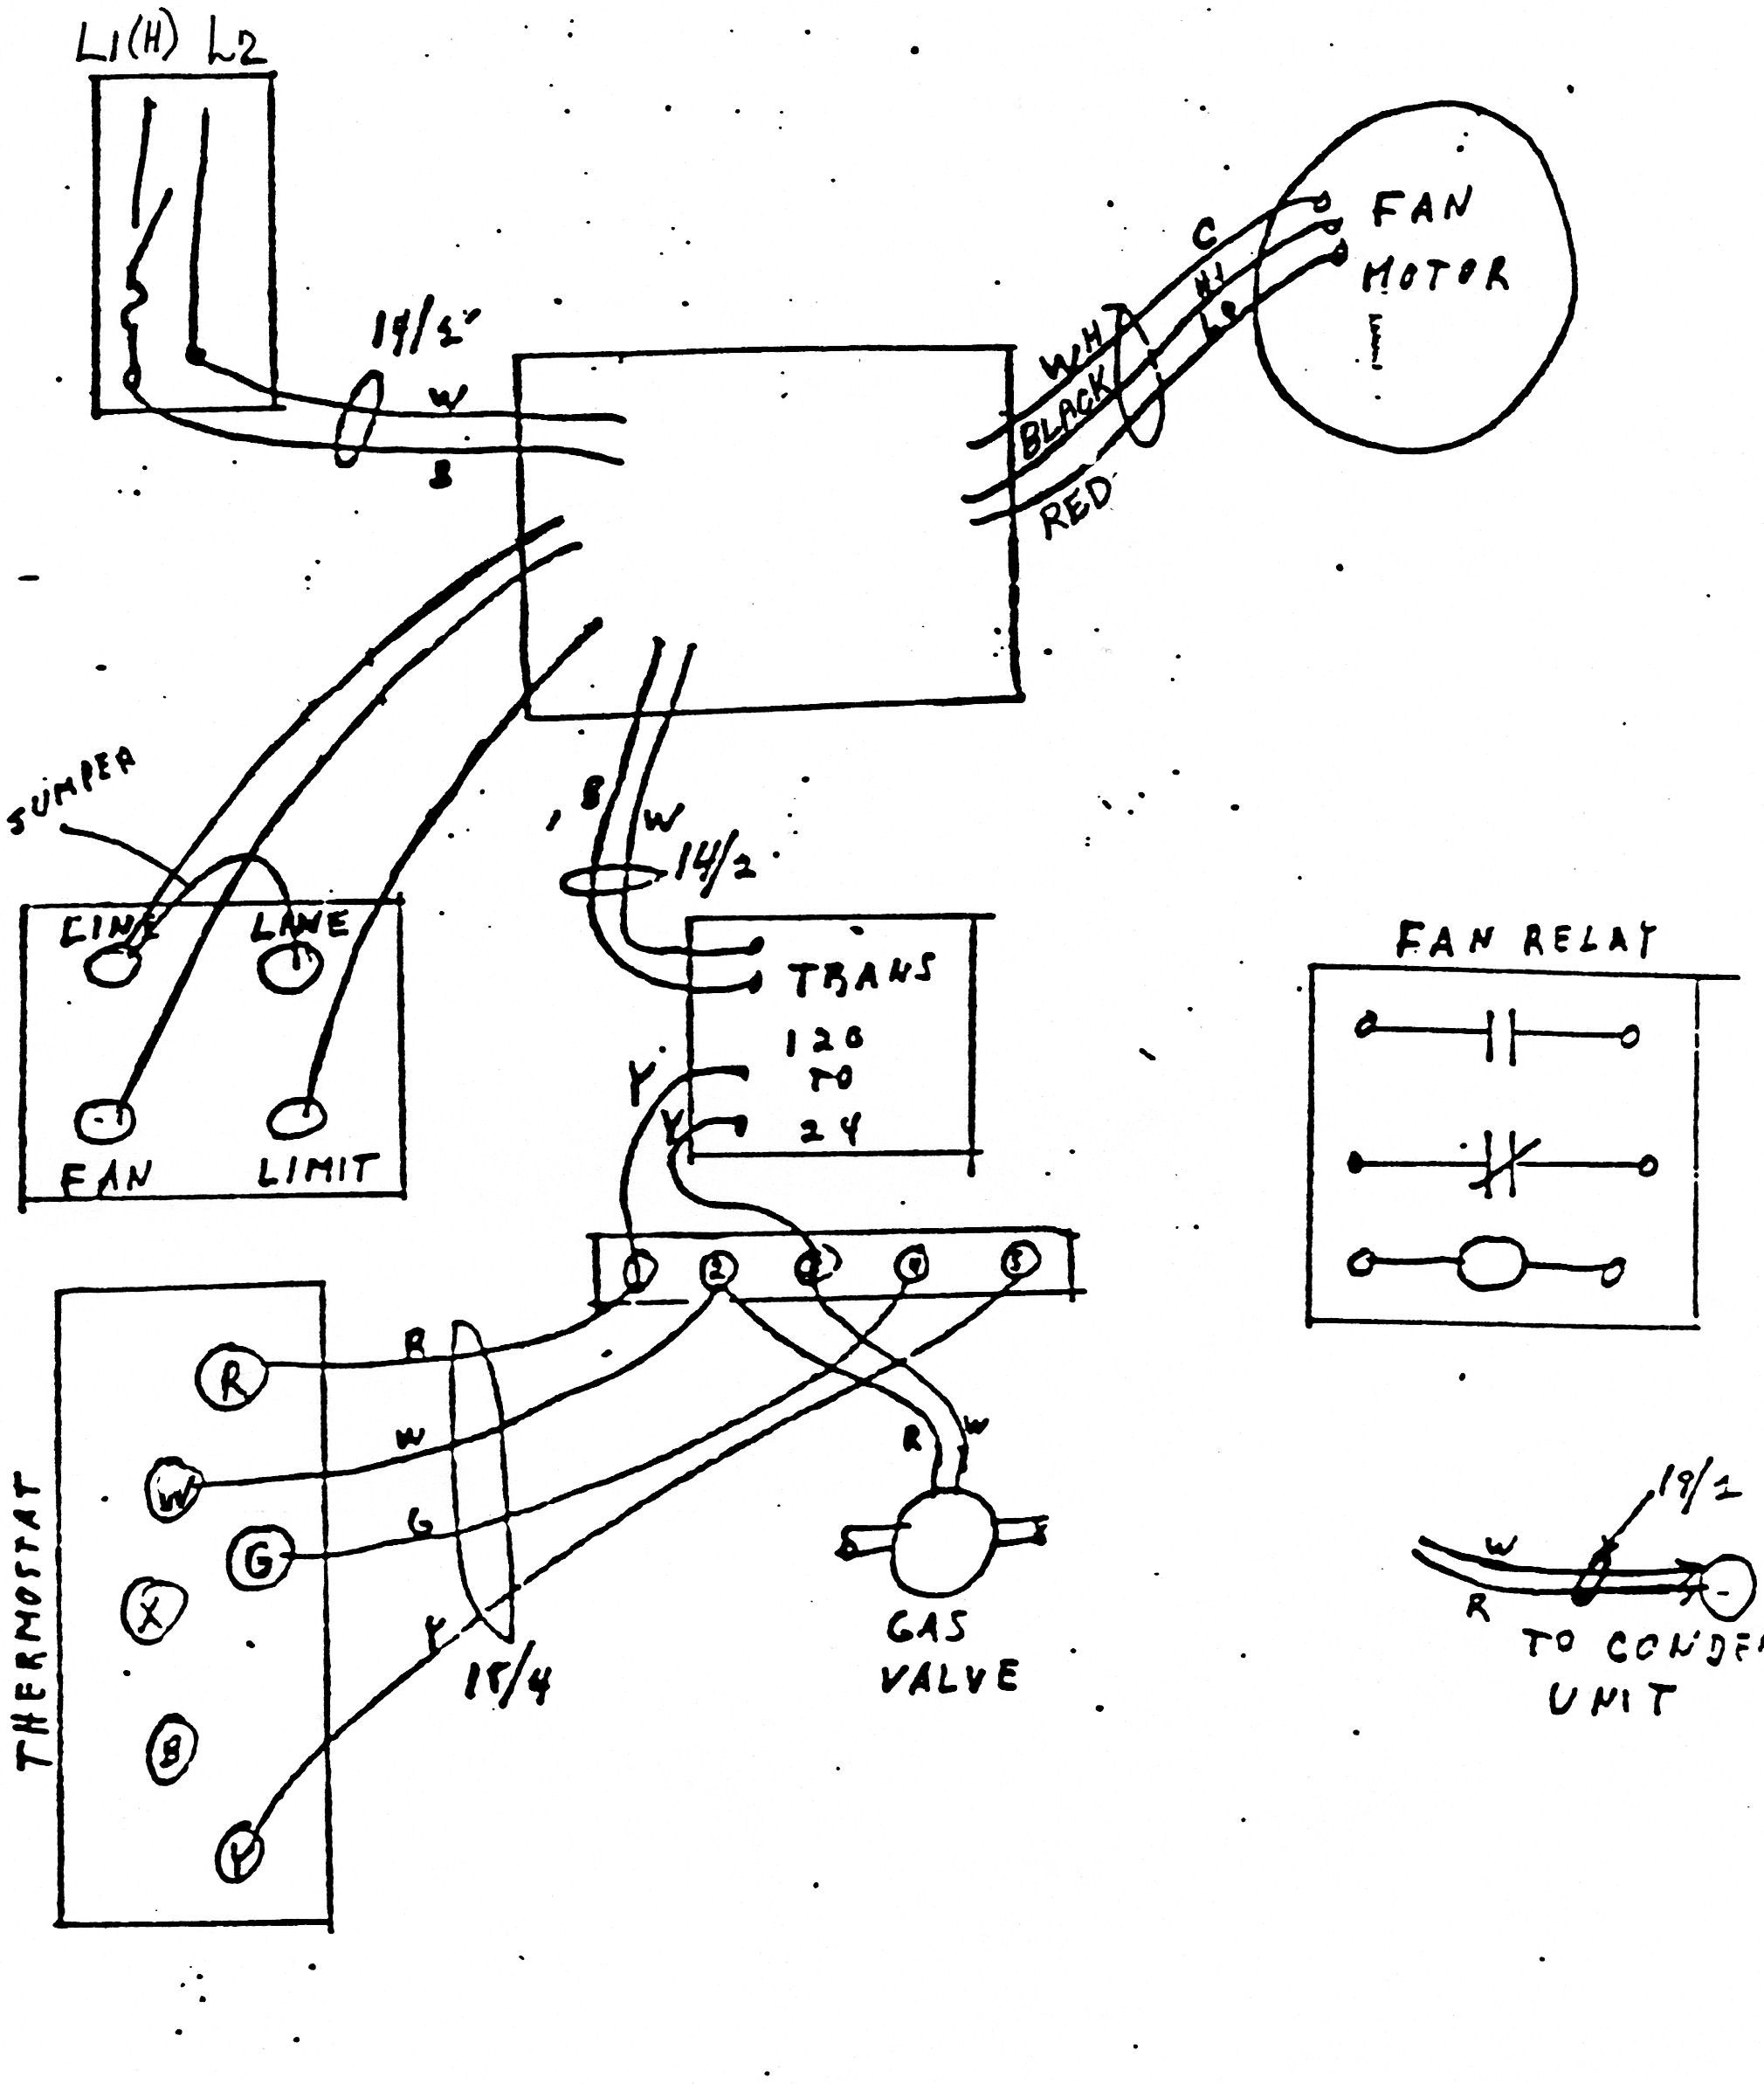 L1(H) L2
14/2
W
B
C
HI
Lo
WH
BLACK
RED
FAN
MOTOR
JUMPER
B
W
14/2
LINE LINE
FAN LIMIT
TRANS
120
TO
24
Y
Y
FAN RELAY
1 2 3 4 5
THERMOSTAT
R
W
G
X
B
Y
R
W
G
Y
18/4
R W
GAS
VALVE
W
R
TO CONDEN
UNIT